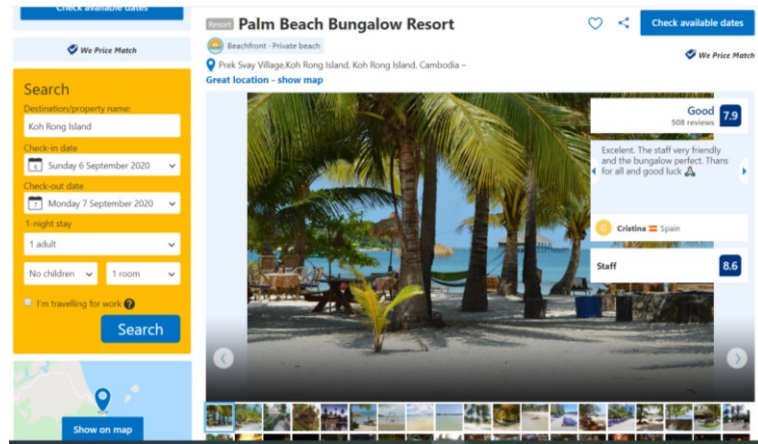 Check available dates
We Price Match
Search
Destination/property name:
Koh Rong Island
Check-in date
Sunday 6 September 2020
Check-out date
Monday 7 September 2020
1-night stay
1 adult
No children
1 room
I'm travelling for work
Search
Show on map
Resort Palm Beach Bungalow Resort
Check available dates
Beachfront · Private beach
We Price Match
Prek Svay Village,Koh Rong Island, Koh Rong Island, Cambodia –
Great location - show map
Good 7.9
508 reviews
Excelent. The staff very friendly
and the bungalow perfect. Thans
for all and good luck 🙏
C Cristina Spain
Staff 8.6